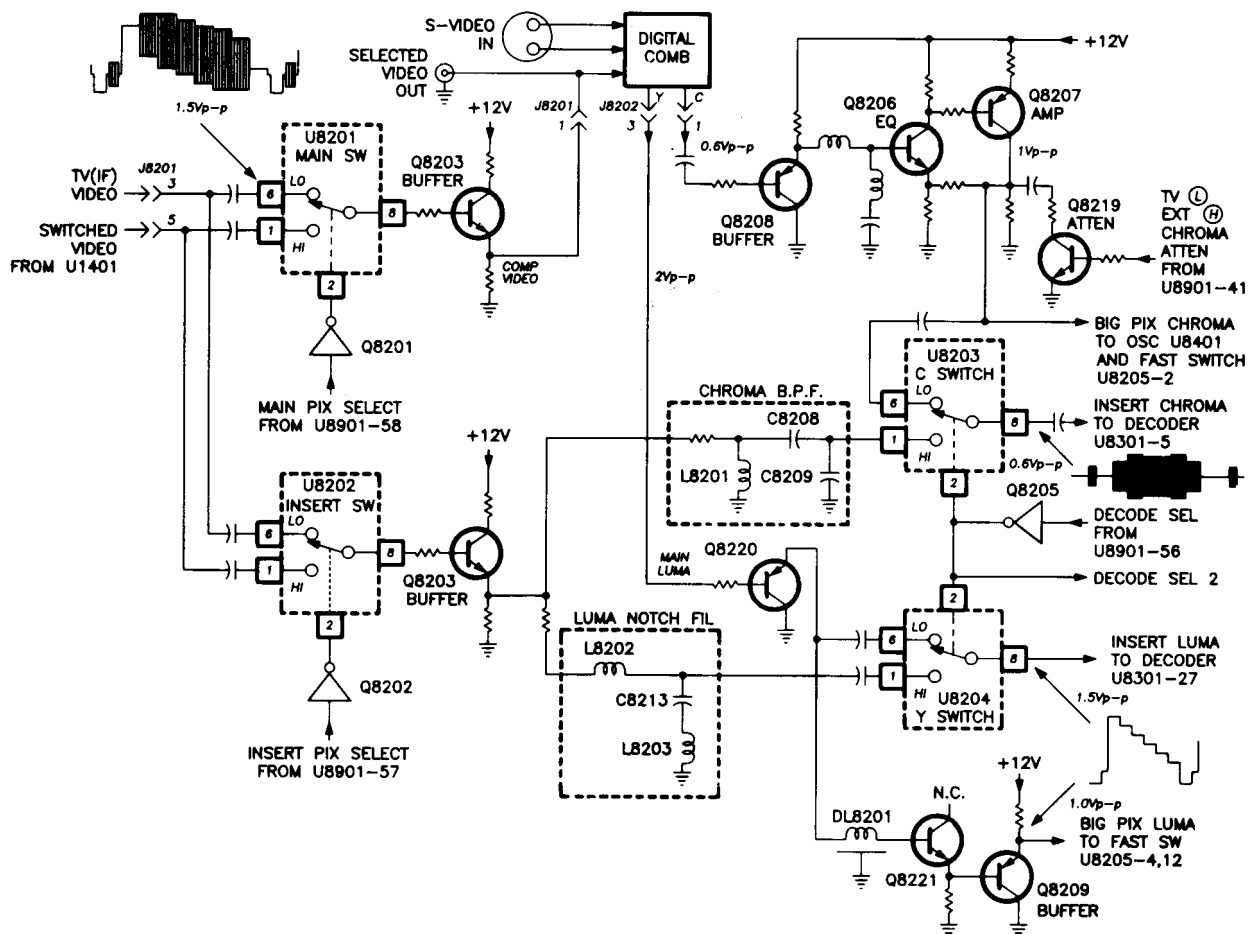 S-VIDEO
IN
DIGITAL
COMB
SELECTED
VIDEO
OUT
+12V
1.5Vp-p
J8201
1
J8202
Y
3
C
1
Q8206
EQ
Q8207
AMP
+12V
U8201
MAIN SW
Q8203
BUFFER
0.6Vp-p
1Vp-p
TV(IF)
VIDEO
J8201
3
6
LO
8
Q8208
BUFFER
Q8219
ATTEN
TV L
EXT H
CHROMA
ATTEN
FROM
U8901-41
SWITCHED
VIDEO
FROM U1401
5
1
HI
2
COMP
VIDEO
2Vp-p
Q8201
MAIN PIX SELECT
FROM U8901-58
BIG PIX CHROMA
TO OSC U8401
AND FAST SWITCH
U8205-2
U8203
C SWITCH
LO
6
1
HI
8
2
INSERT CHROMA
TO DECODER
U8301-5
0.6Vp-p
CHROMA B.P.F.
C8208
L8201
C8209
+12V
Q8205
DECODE SEL
FROM
U8901-56
DECODE SEL 2
U8202
INSERT SW
LO
6
1
HI
8
2
Q8203
BUFFER
Q8220
MAIN
LUMA
2
LO
6
1
HI
8
U8204
Y SWITCH
INSERT LUMA
TO DECODER
U8301-27
1.5Vp-p
LUMA NOTCH FIL
L8202
C8213
L8203
Q8202
INSERT PIX SELECT
FROM U8901-57
+12V
N.C.
DL8201
1.0Vp-p
BIG PIX LUMA
TO FAST SW
U8205-4,12
Q8221
Q8209
BUFFER